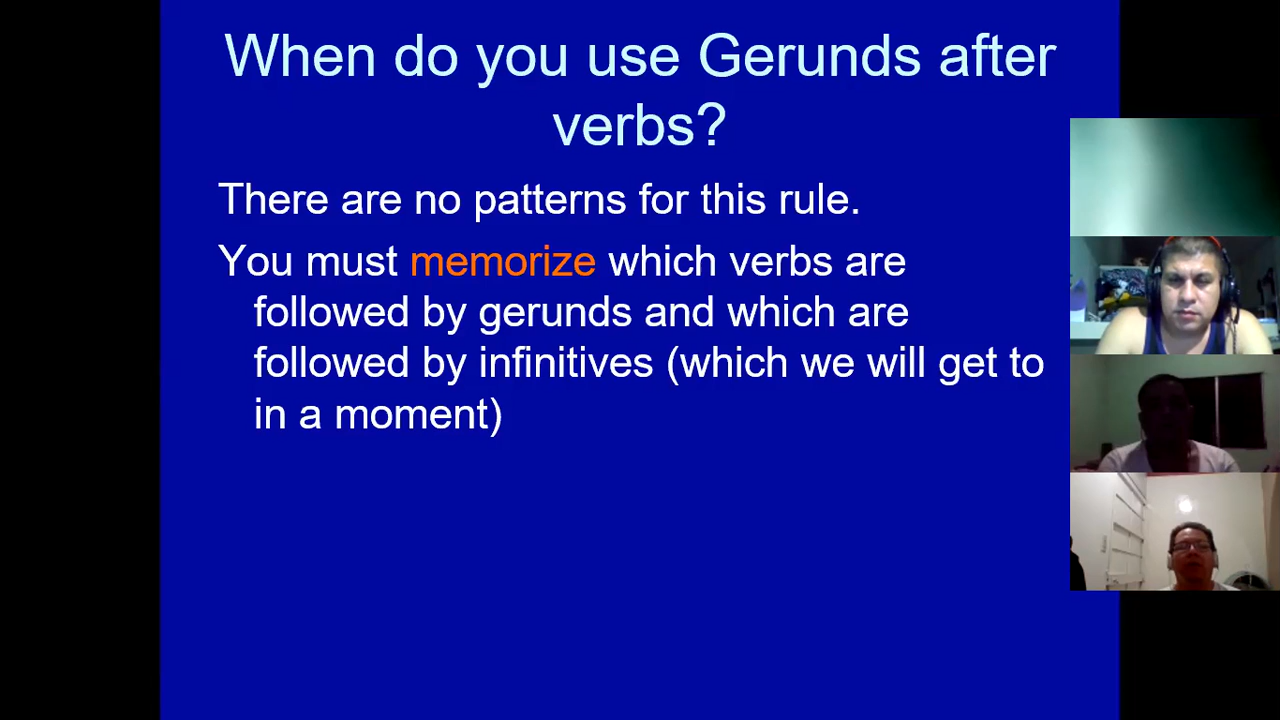 When do you use Gerunds after
verbs?
There are no patterns for this rule.
You must memorize which verbs are
followed by gerunds and which are
followed by infinitives (which we will get to
in a moment)